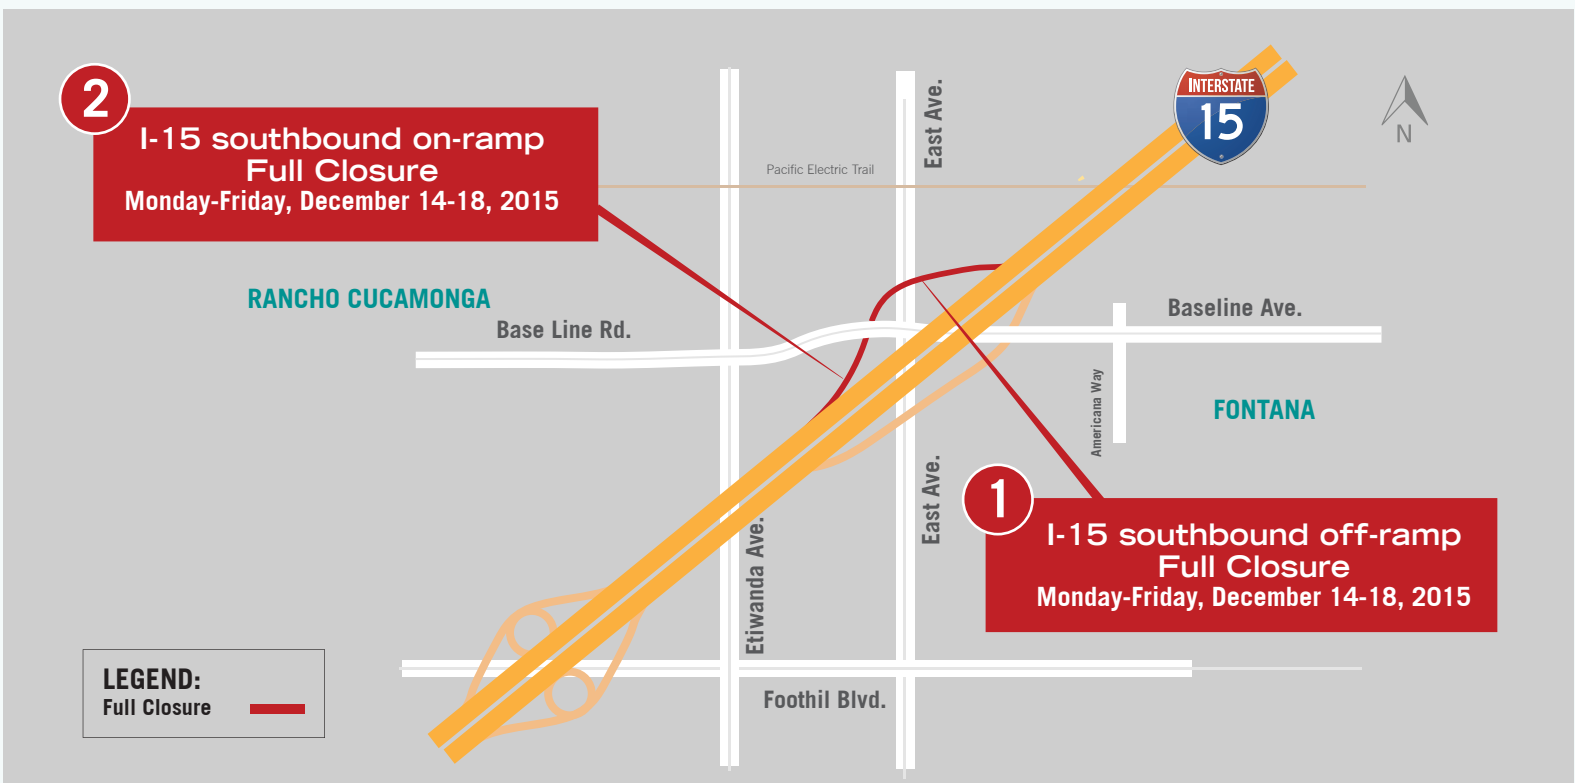 2
I-15 southbound on-ramp
Full Closure
Monday-Friday, December 14-18, 2015
East Ave.
INTERSTATE
15
N
Pacific Electric Trail
RANCHO CUCAMONGA
Base Line Rd.
Baseline Ave.
Americana Way
FONTANA
East Ave.
1
I-15 southbound off-ramp
Full Closure
Monday-Friday, December 14-18, 2015
Etiwanda Ave.
Foothil Blvd.
LEGEND:
Full Closure